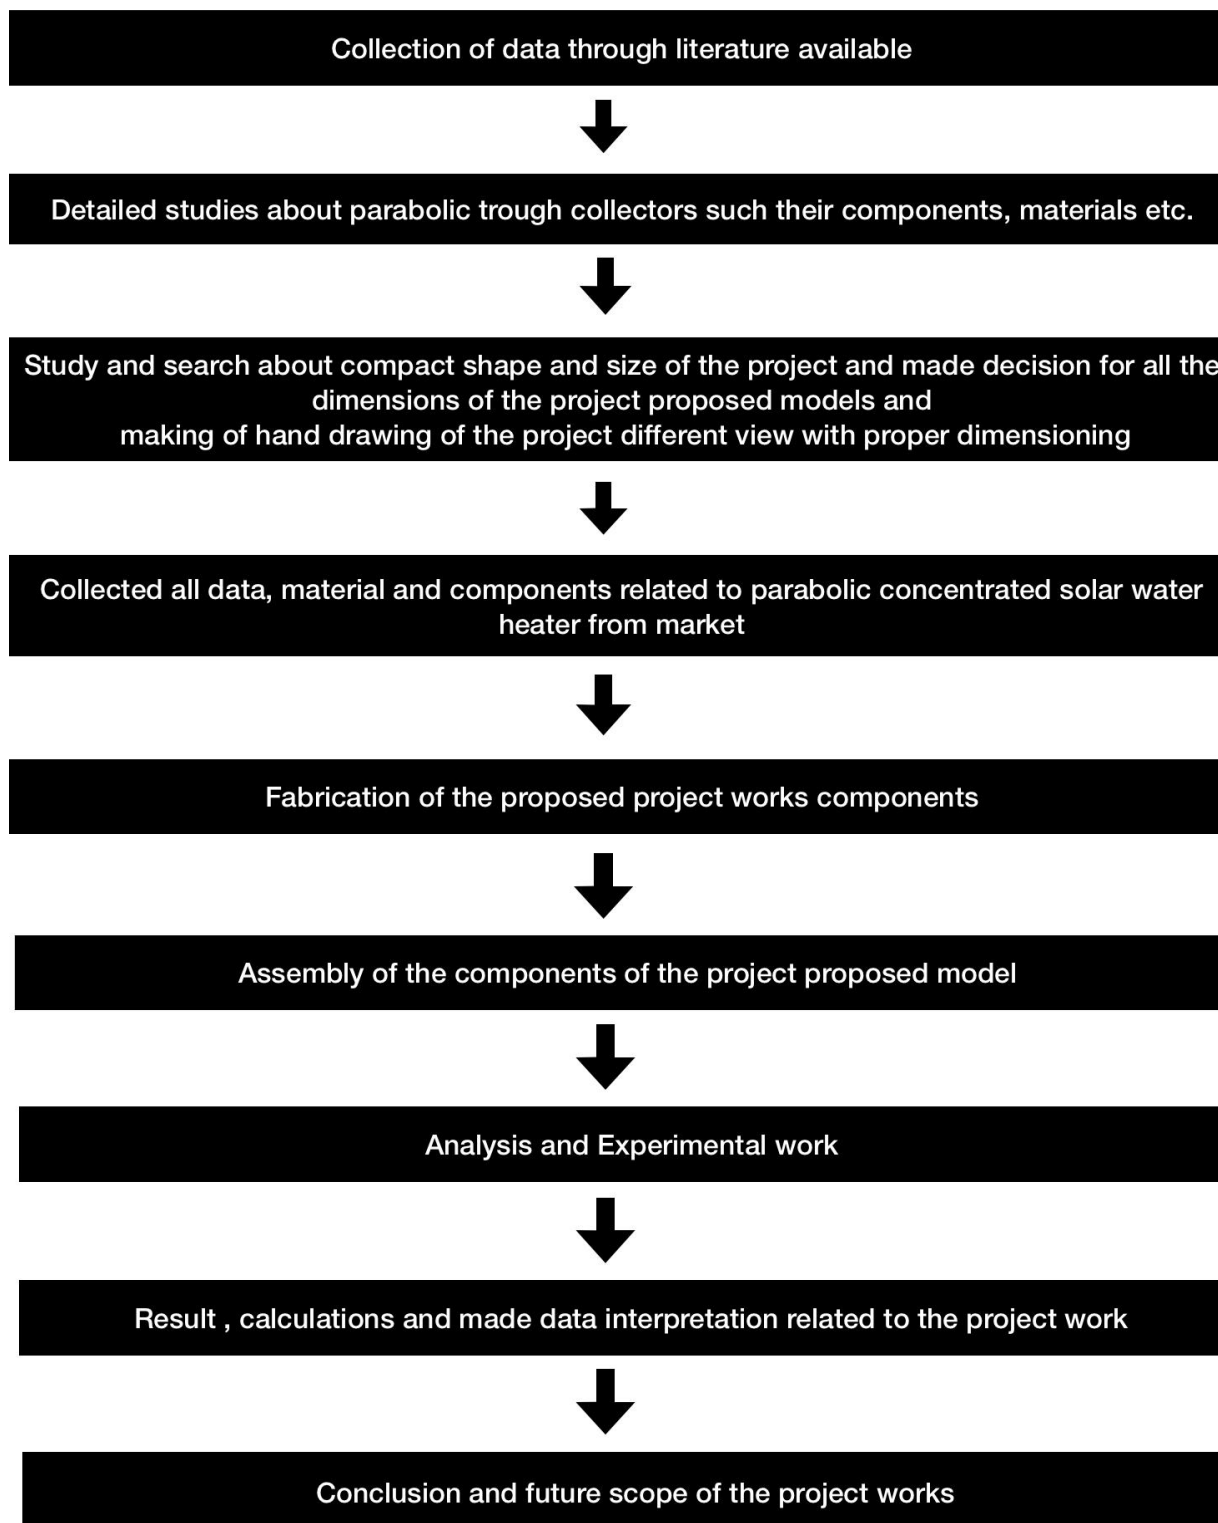 Collection of data through literature available
Detailed studies about parabolic trough collectors such their components, materials etc.
Study and search about compact shape and size of the project and made decision for all the
dimensions of the project proposed models and
making of hand drawing of the project different view with proper dimensioning
Collected all data, material and components related to parabolic concentrated solar water
heater from market
Fabrication of the proposed project works components
Assembly of the components of the project proposed model
Analysis and Experimental work
Result , calculations and made data interpretation related to the project work
Conclusion and future scope of the project works